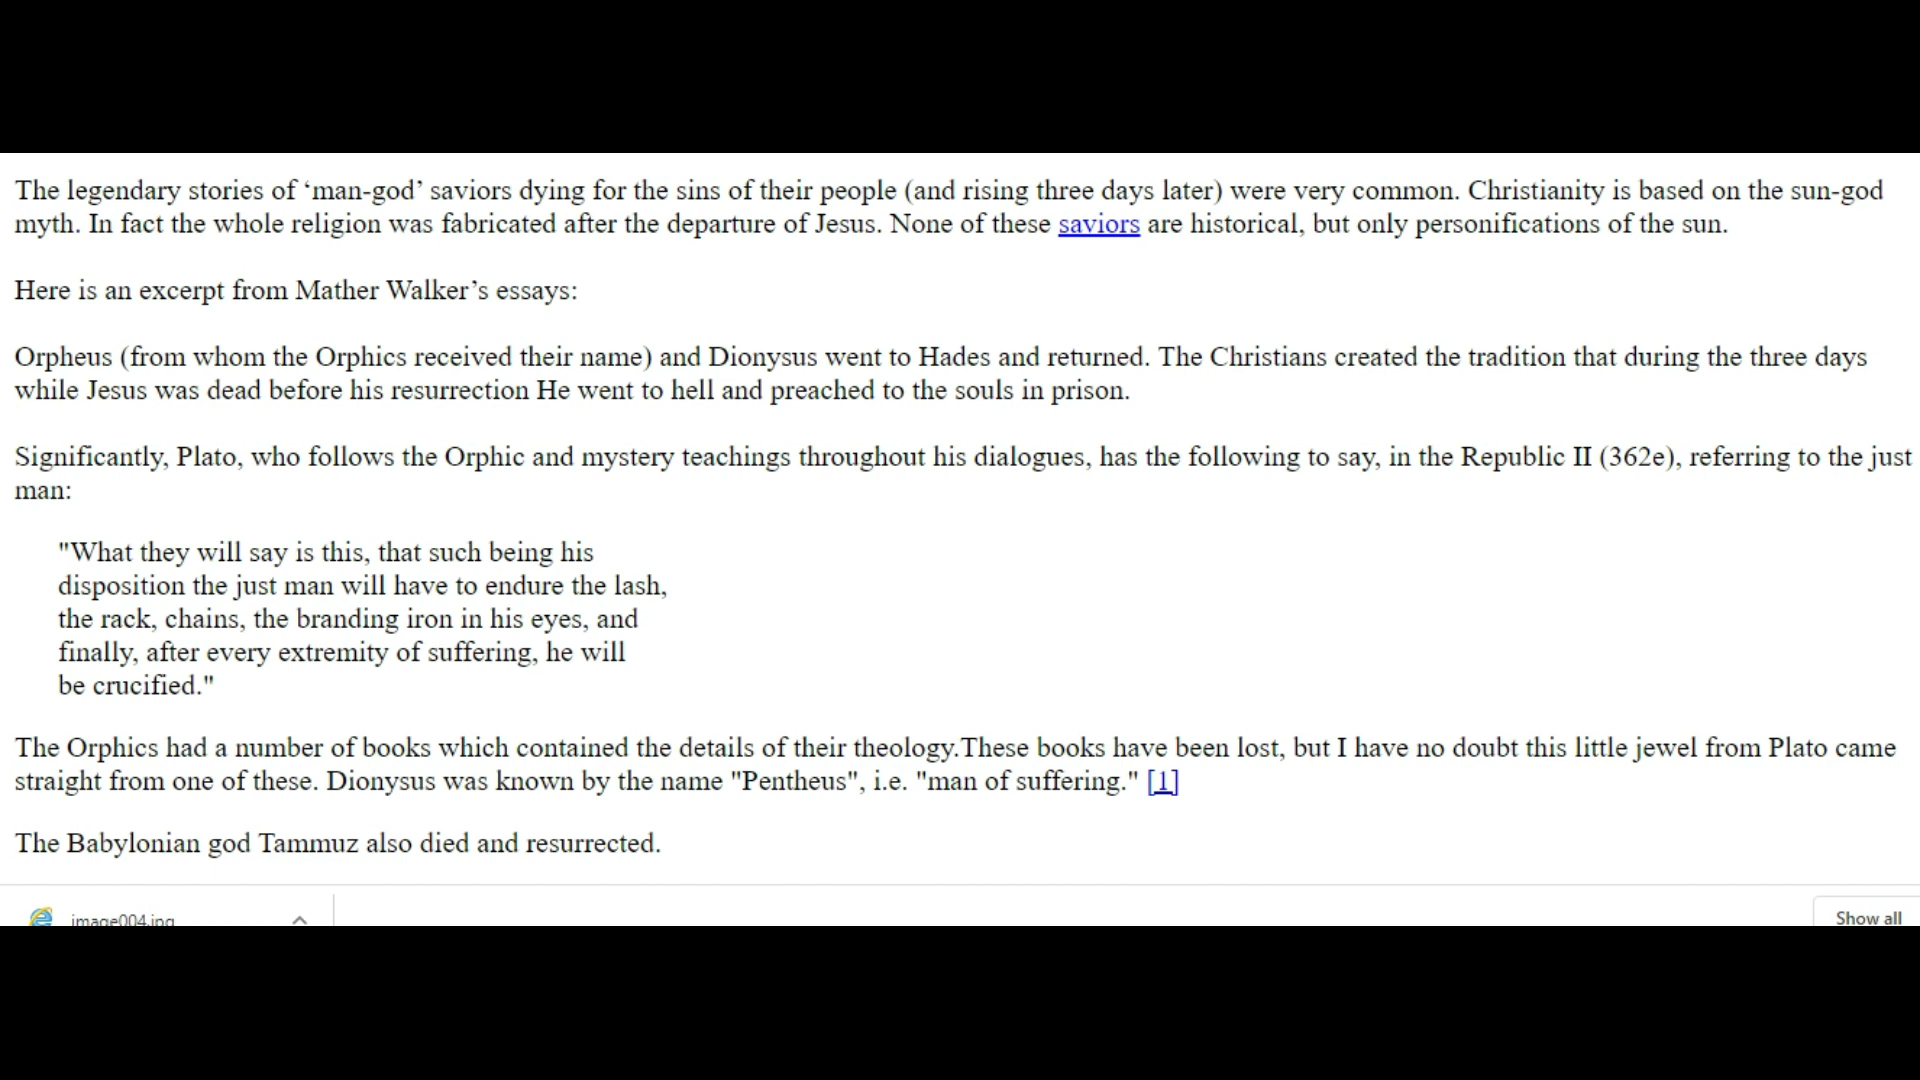 The legendary stories of ‘man-god’ saviors dying for the sins of their people (and rising three days later) were very common. Christianity is based on the sun-god
myth. In fact the whole religion was fabricated after the departure of Jesus. None of these saviors are historical, but only personifications of the sun.
Here is an excerpt from Mather Walker’s essays:
Orpheus (from whom the Orphics received their name) and Dionysus went to Hades and returned. The Christians created the tradition that during the three days
while Jesus was dead before his resurrection He went to hell and preached to the souls in prison.
Significantly, Plato, who follows the Orphic and mystery teachings throughout his dialogues, has the following to say, in the Republic II (362e), referring to the just
man:
"What they will say is this, that such being his
disposition the just man will have to endure the lash,
the rack, chains, the branding iron in his eyes, and
finally, after every extremity of suffering, he will
be crucified."
The Orphics had a number of books which contained the details of their theology.These books have been lost, but I have no doubt this little jewel from Plato came
straight from one of these. Dionysus was known by the name "Pentheus", i.e. "man of suffering." [1]
The Babylonian god Tammuz also died and resurrected.
image004.jpg
Show all